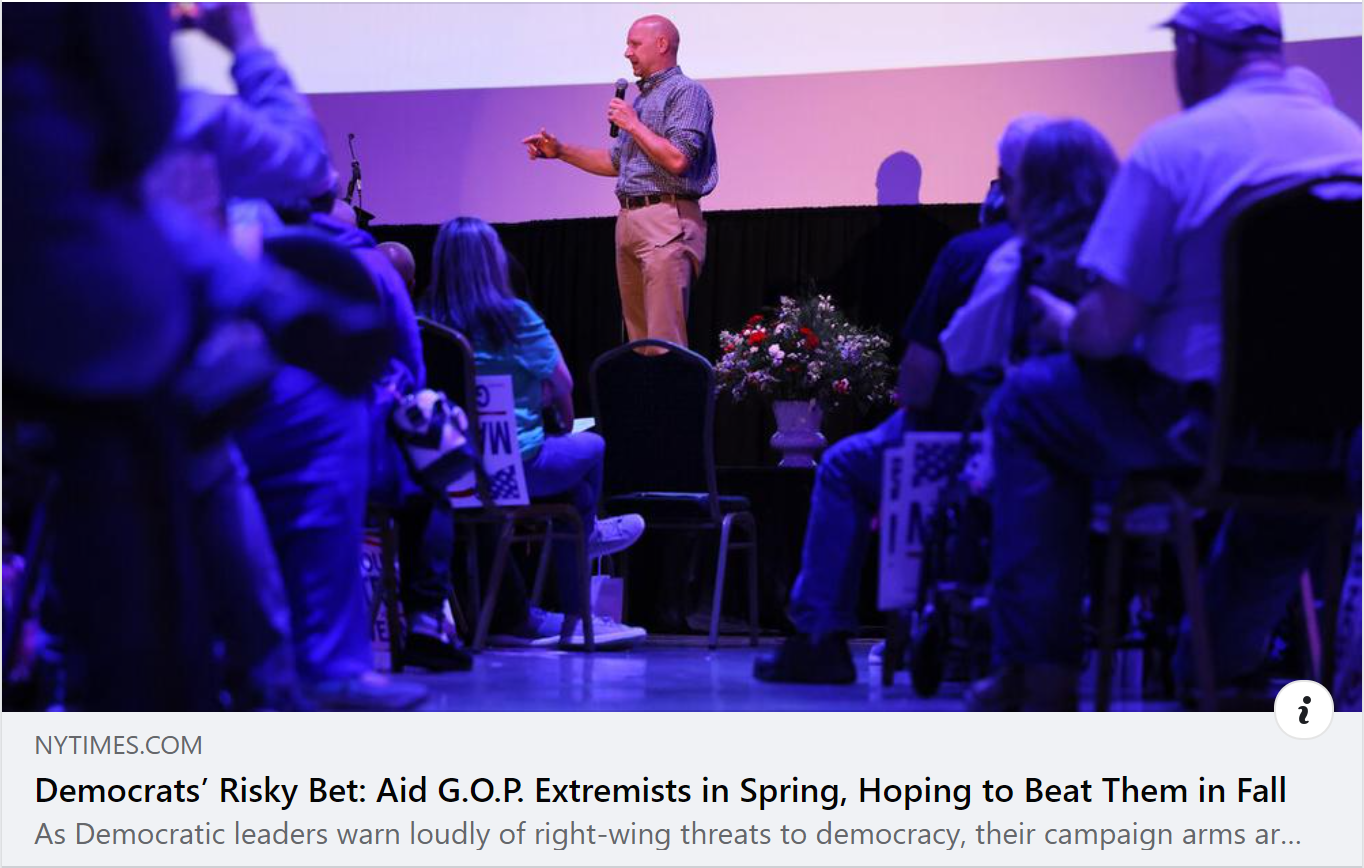 NYTIMES.COM
Democrats’ Risky Bet: Aid G.O.P. Extremists in Spring, Hoping to Beat Them in Fall
As Democratic leaders warn loudly of right-wing threats to democracy, their campaign arms ar...
MA